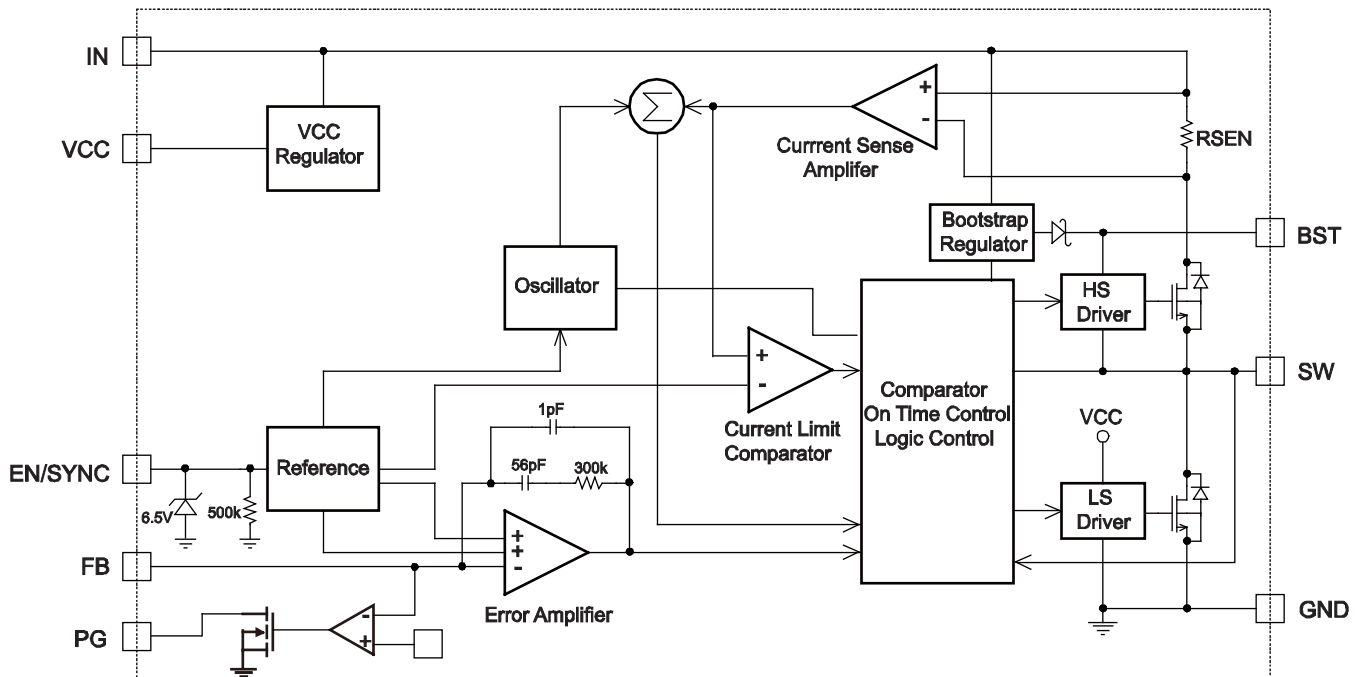 IN
VCC
VCC
Regulator
Σ
+
-
Currrent Sense
Amplifer
RSEN
Bootstrap
Regulator
BST
Oscillator
HS
Driver
+
-
Current Limit
Comparator
Comparator
On Time Control
Logic Control
SW
VCC
1pF
56pF
300k
EN/SYNC
Reference
6.5V
500k
LS
Driver
+
+
-
Error Amplifier
FB
PG
-
+
GND